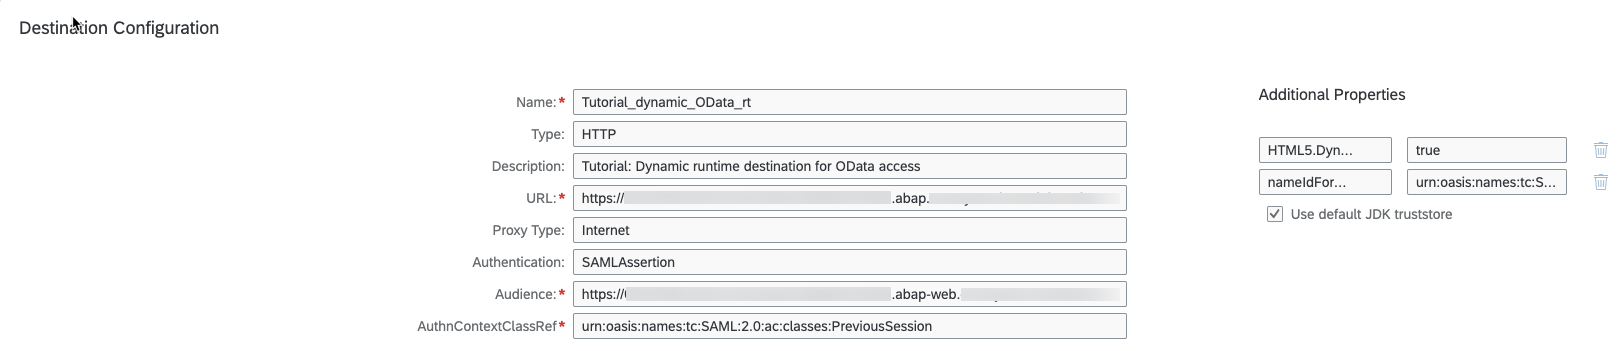 Destination Configuration
Name:* Tutorial_dynamic_OData_rt
Type: HTTP
Description: Tutorial: Dynamic runtime destination for OData access
URL:* https:// .abap.
Proxy Type: Internet
Authentication: SAMLAssertion
Audience:* https:// .abap-web.
AuthnContextClassRef* urn:oasis:names:tc:SAML:2.0:ac:classes:PreviousSession
Additional Properties
HTML5.Dyn... true
nameIdFor... urn:oasis:names:tc:S...
Use default JDK truststore